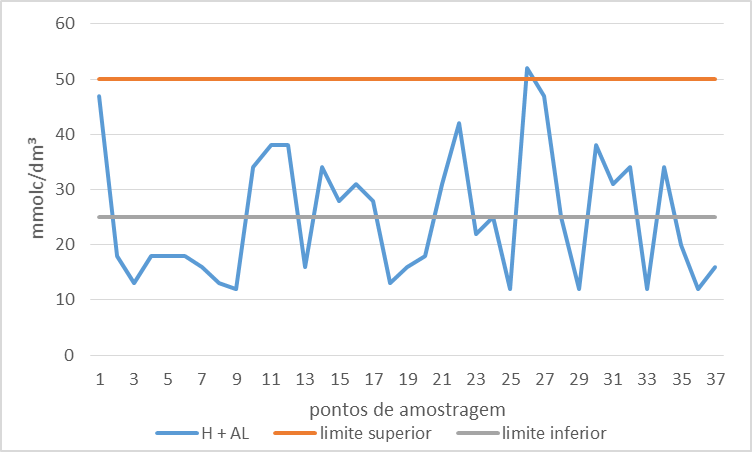 60
50
40
30
20
10
0
mmolc/dm³
1 3 5 7 9 11 13 15 17 19 21 23 25 27 29 31 33 35 37
pontos de amostragem
H + AL limite superior limite inferior